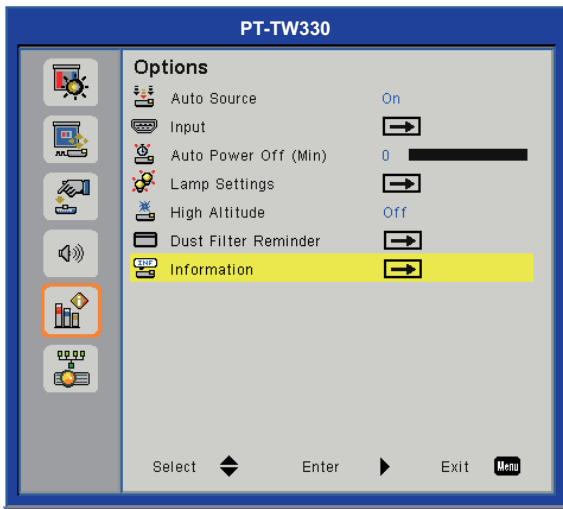 PT-TW330
Options
Auto Source On
Input
Auto Power Off (Min) 0
Lamp Settings
High Altitude Off
Dust Filter Reminder
INF Information
Select Enter Exit Menu